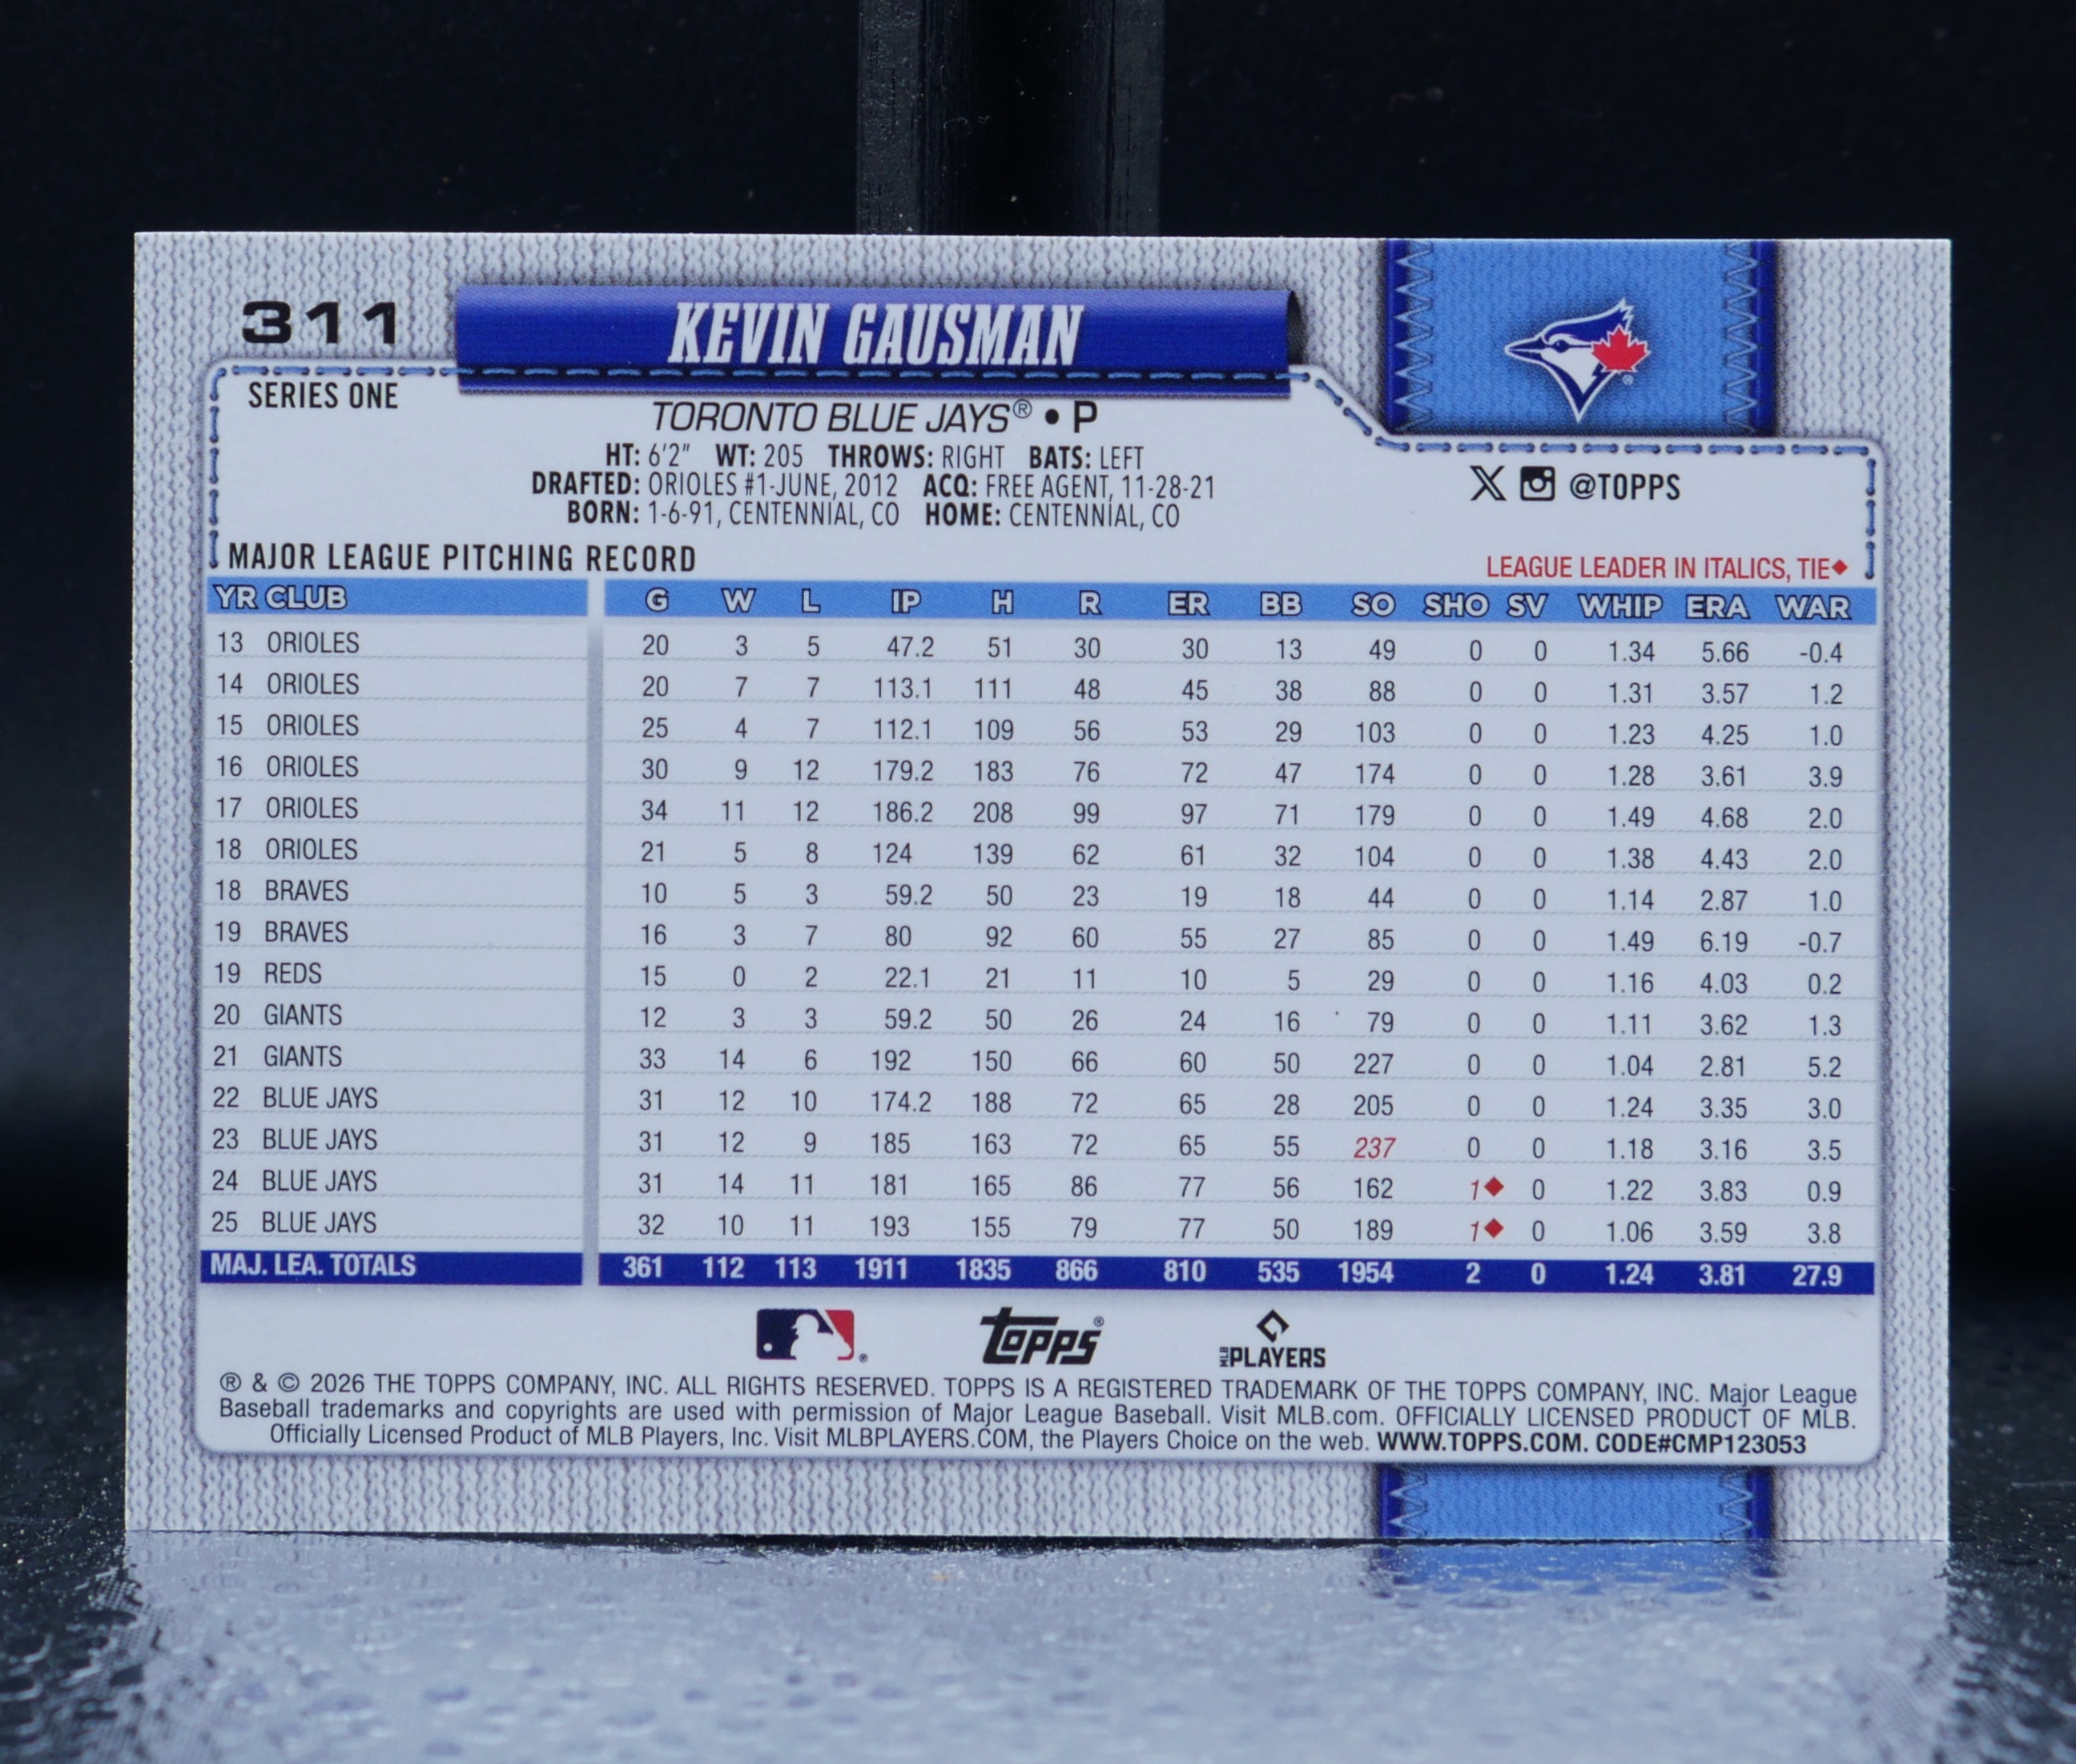 311 KEVIN GAUSMAN
SERIES ONE
TORONTO BLUE JAYS® • P
HT: 6'2" WT: 205 THROWS: RIGHT BATS: LEFT
DRAFTED: ORIOLES #1-JUNE, 2012 ACQ: FREE AGENT, 11-28-21
BORN: 1-6-91, CENTENNIAL, CO HOME: CENTENNIAL, CO
@TOPPS
MAJOR LEAGUE PITCHING RECORD
LEAGUE LEADER IN ITALICS, TIE◆
YR CLUB G W L IP H R ER BB SO SHO SV WHIP ERA WAR
13 ORIOLES 20 3 5 47.2 51 30 30 13 49 0 0 1.34 5.66 -0.4
14 ORIOLES 20 7 7 113.1 111 48 45 38 88 0 0 1.31 3.57 1.2
15 ORIOLES 25 4 7 112.1 109 56 53 29 103 0 0 1.23 4.25 1.0
16 ORIOLES 30 9 12 179.2 183 76 72 47 174 0 0 1.28 3.61 3.9
17 ORIOLES 34 11 12 186.2 208 99 97 71 179 0 0 1.49 4.68 2.0
18 ORIOLES 21 5 8 124 139 62 61 32 104 0 0 1.38 4.43 2.0
18 BRAVES 10 5 3 59.2 50 23 19 18 44 0 0 1.14 2.87 1.0
19 BRAVES 16 3 7 80 92 60 55 27 85 0 0 1.49 6.19 -0.7
19 REDS 15 0 2 22.1 21 11 10 5 29 0 0 1.16 4.03 0.2
20 GIANTS 12 3 3 59.2 50 26 24 16 79 0 0 1.11 3.62 1.3
21 GIANTS 33 14 6 192 150 66 60 50 227 0 0 1.04 2.81 5.2
22 BLUE JAYS 31 12 10 174.2 188 72 65 28 205 0 0 1.24 3.35 3.0
23 BLUE JAYS 31 12 9 185 163 72 65 55 237 0 0 1.18 3.16 3.5
24 BLUE JAYS 31 14 11 181 165 86 77 56 162 1◆ 0 1.22 3.83 0.9
25 BLUE JAYS 32 10 11 193 155 79 77 50 189 1◆ 0 1.06 3.59 3.8
MAJ. LEA. TOTALS 361 112 113 1911 1835 866 810 535 1954 2 0 1.24 3.81 27.9
topps® MLB PLAYERS
® & © 2026 THE TOPPS COMPANY, INC. ALL RIGHTS RESERVED. TOPPS IS A REGISTERED TRADEMARK OF THE TOPPS COMPANY, INC. Major League
Baseball trademarks and copyrights are used with permission of Major League Baseball. Visit MLB.com. OFFICIALLY LICENSED PRODUCT OF MLB.
Officially Licensed Product of MLB Players, Inc. Visit MLBPLAYERS.COM, the Players Choice on the web. WWW.TOPPS.COM. CODE#CMP123053